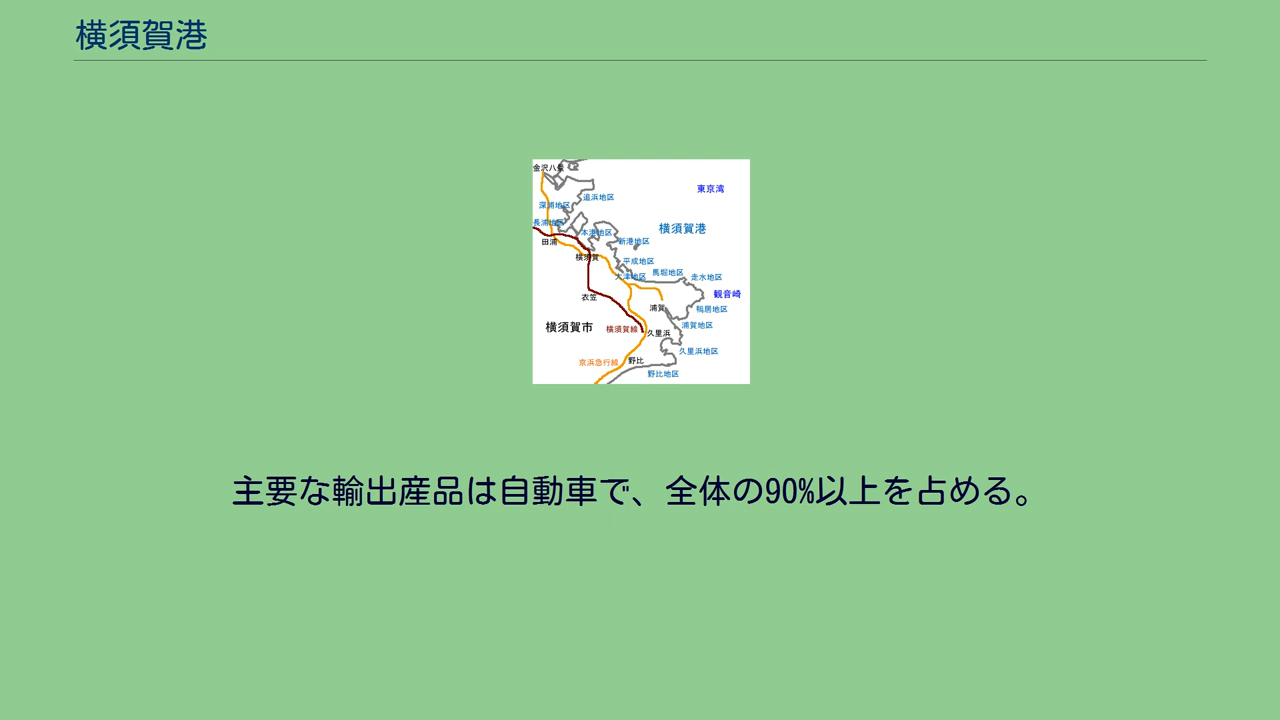 横須賀港
金沢八景
東京湾
追浜地区
深浦地区
長浦地区
横須賀港
本港地区
田浦
新港地区
横須賀
平成地区
馬堀地区
大津地区
走水地区
観音崎
衣笠
浦賀
鴨居地区
横須賀市
横須賀線
浦賀地区
久里浜
久里浜地区
京浜急行線
野比
野比地区
主要な輸出産品は自動車で、全体の90%以上を占める。